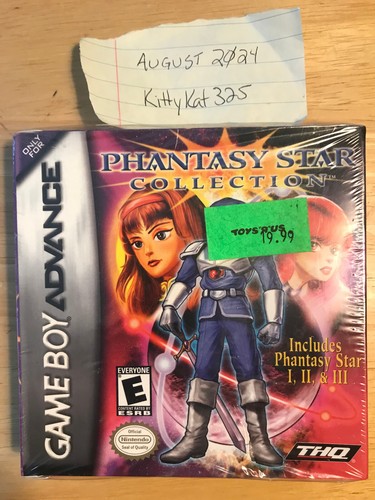 AUGUST 2024
KittyKat325
ONLY
FOR
GAME BOY ADVANCE
PHANTASY STAR
COLLECTION™
TOYS R US
19.99
Includes
Phantasy Star
I, II, & III
EVERYONE
E
CONTENT RATED BY
ESRB
Official
Nintendo
Seal of Quality
THQ